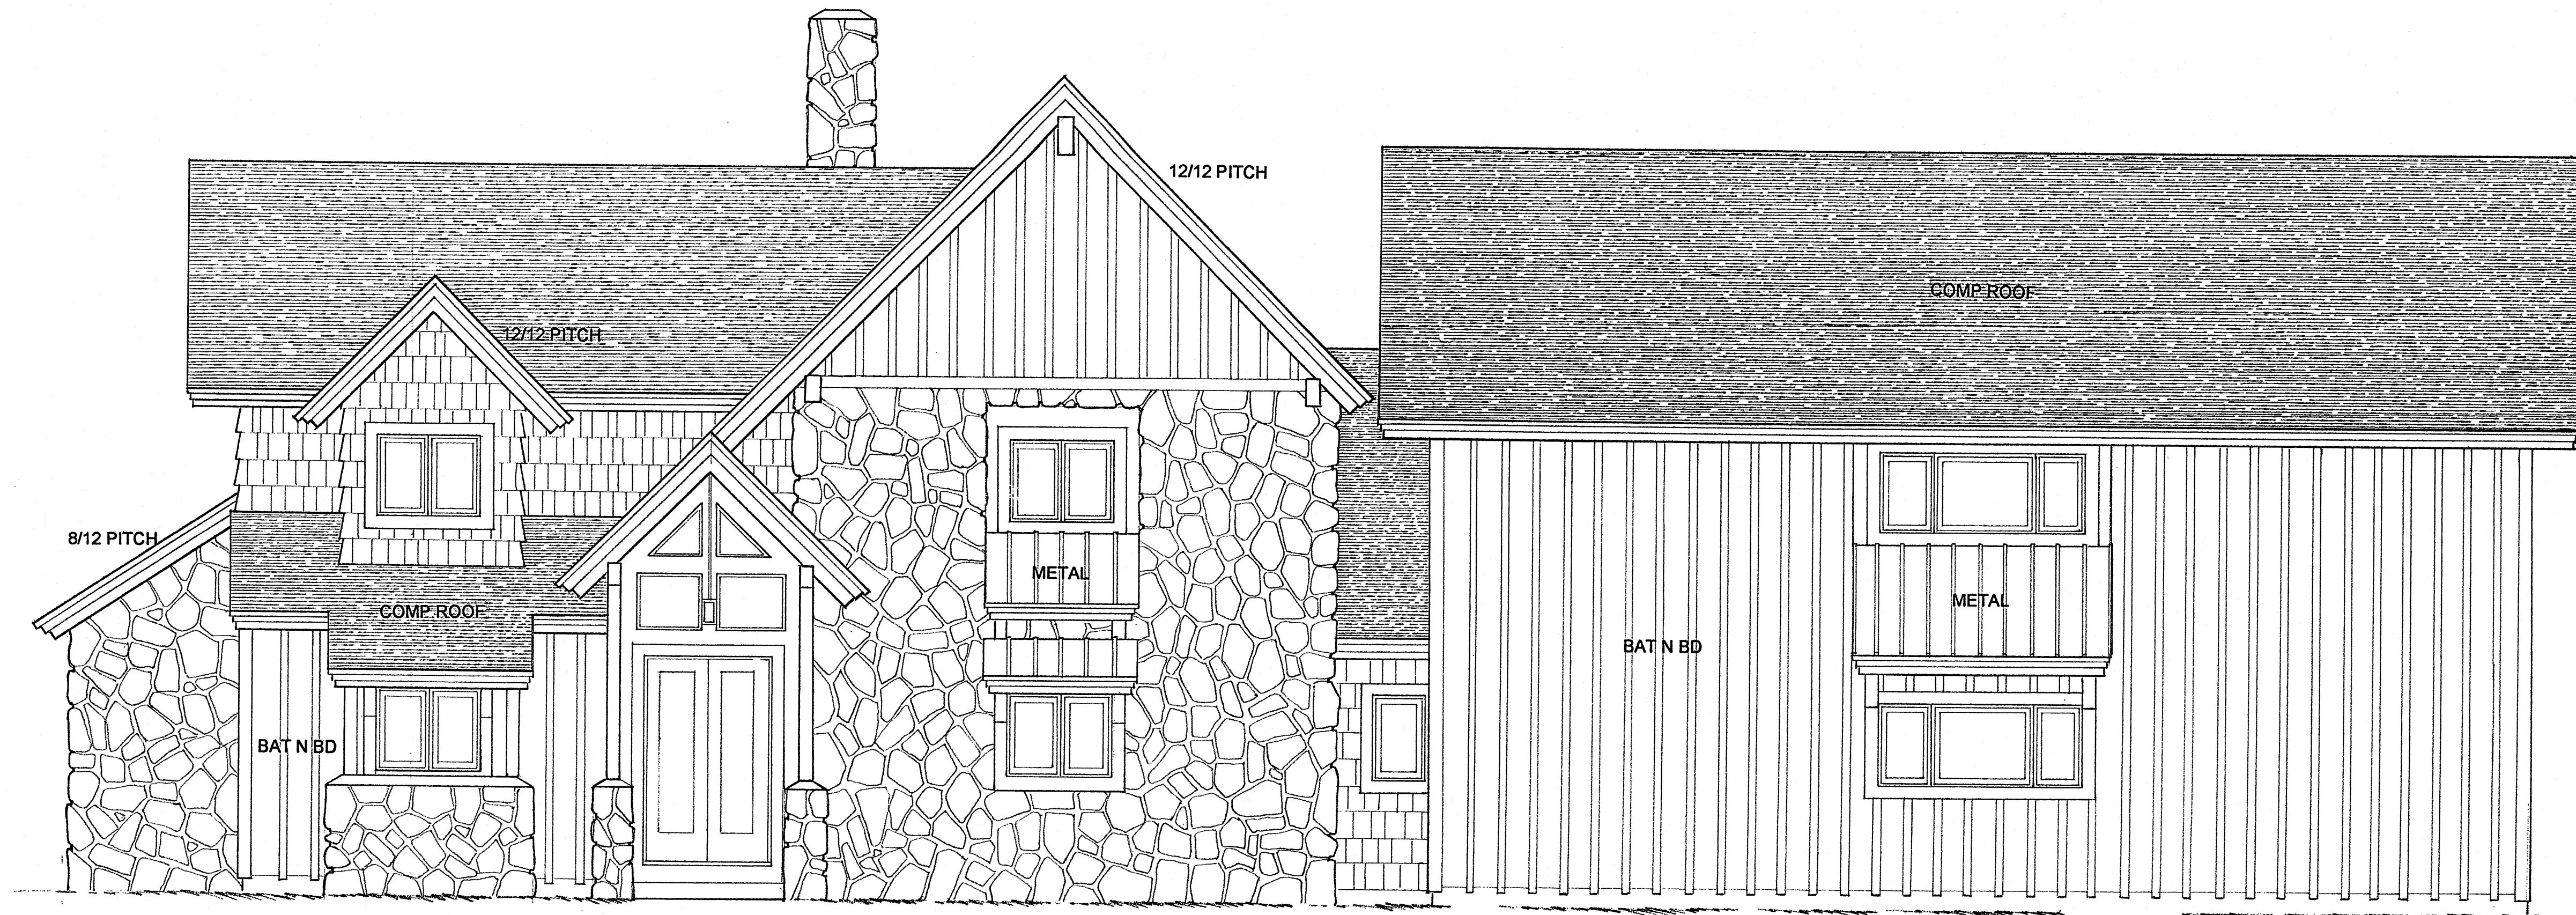 12/12 PITCH
COMP ROOF
12/12 PITCH
8/12 PITCH
METAL
COMP ROOF
METAL
BAT N BD
BAT N BD